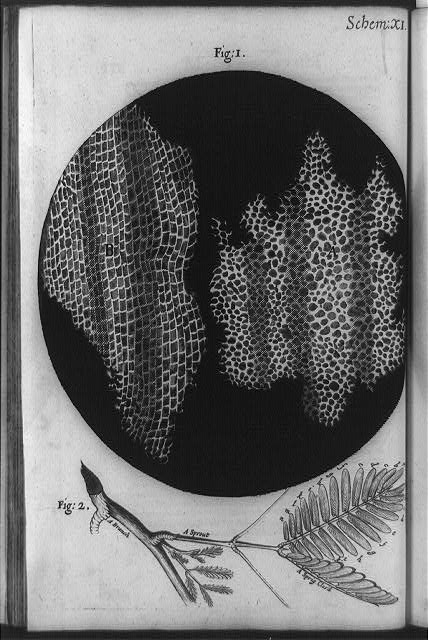 Schem: XI.
Fig: 1.
B
A
Fig: 2.
A Branch
A Sprout